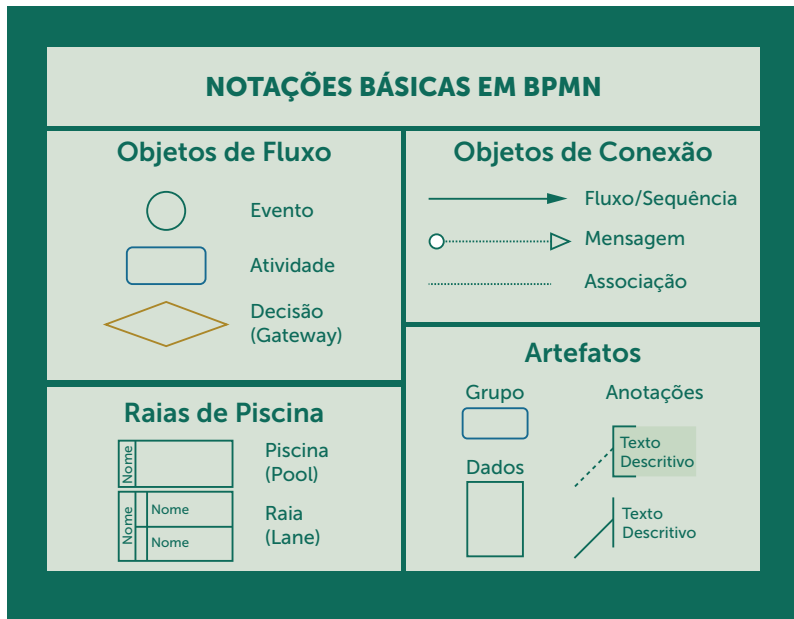 NOTAÇÕES BÁSICAS EM BPMN
Objetos de Fluxo
Evento
Atividade
Decisão
(Gateway)
Objetos de Conexão
Fluxo/Sequência
Mensagem
Associação
Raias de Piscina
Nome
Piscina
(Pool)
Nome
Nome
Nome
Raia
(Lane)
Artefatos
Grupo
Anotações
Dados
Texto
Descritivo
Texto
Descritivo